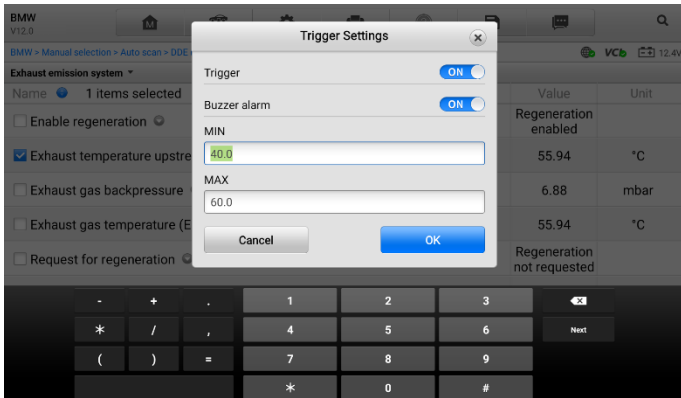 BMW
V12.0
BMW > Manual selection > Auto scan > DDE
VCI
12.4V
Exhaust emission system
Name 1 items selected Value Unit
Enable regeneration Regeneration
enabled
Exhaust temperature upstre 55.94 °C
Exhaust gas backpressure 6.88 mbar
Exhaust gas temperature (E 55.94 °C
Request for regeneration Regeneration
not requested
Trigger Settings
Trigger ON
Buzzer alarm ON
MIN
40.0
MAX
60.0
Cancel OK
- + . 1 2 3
* / , 4 5 6 Next
( ) = 7 8 9
* 0 #